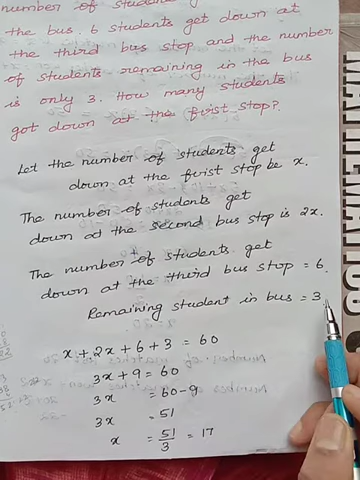 number of students g
the bus. 6 students get down at
the third bus stop and the number
of students remaining in the bus
is only 3. How many students
got down at the first stop?
Let the number of students get
down at the first stop be x.
The number of students get
down at the second bus stop is 2x.
The number of students get
down at the third bus stop = 6.
Remaining student in bus = 3.
x + 2x + 6 + 3 = 60
3x + 9 = 60
3x = 60 - 9
3x = 51
x = 51/3 = 17
MATHEMATICS